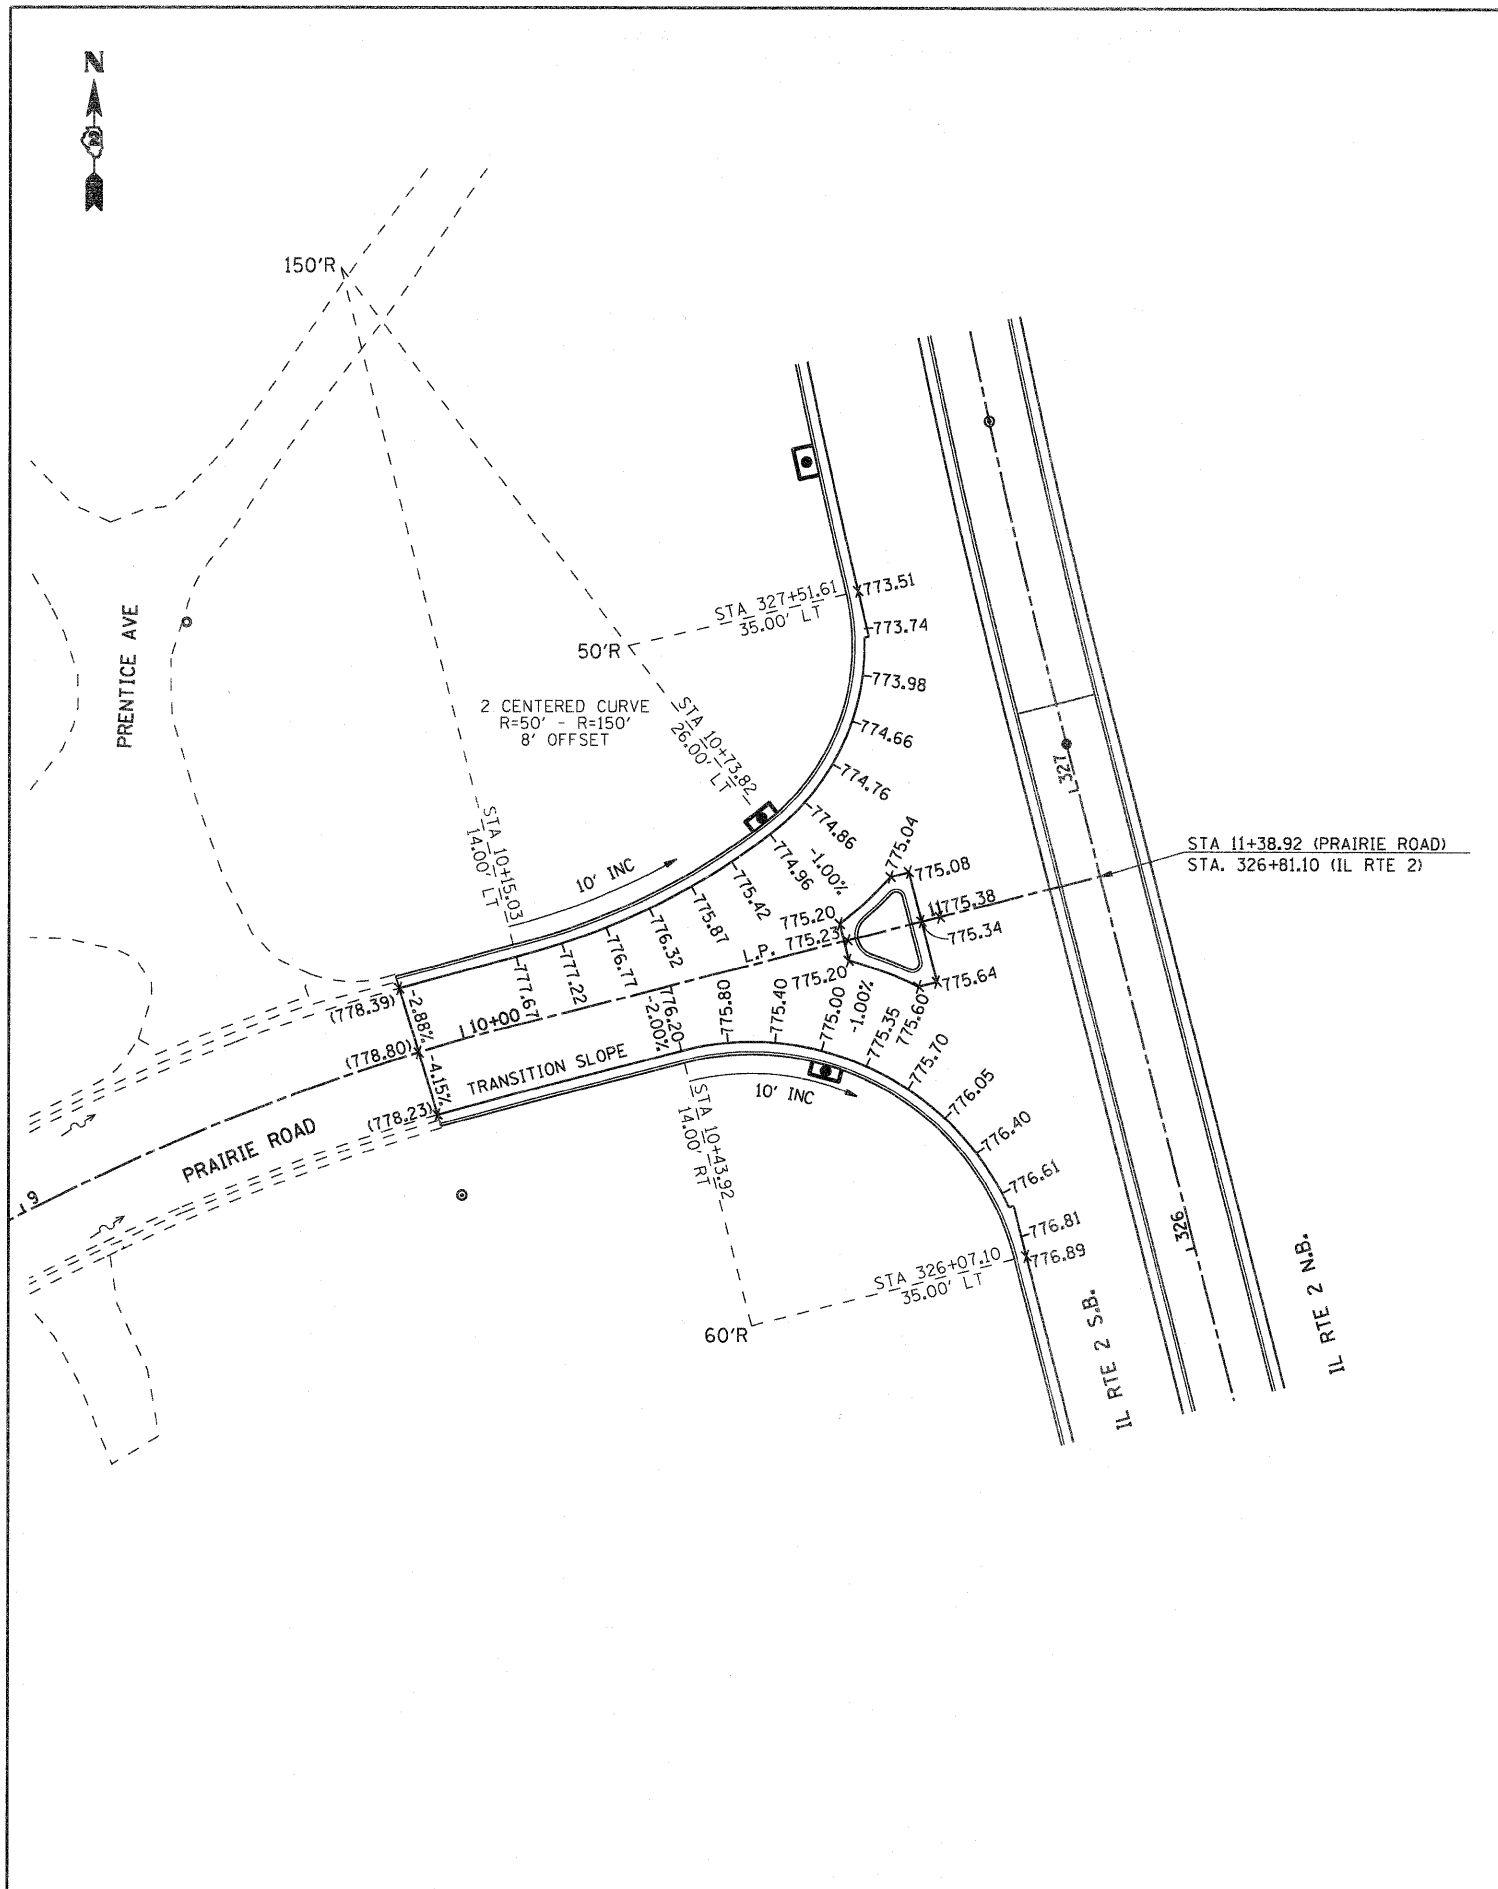 N
2
150'R
PRENTICE AVE
50'R
STA 327+51.61
35.00' LT
2 CENTERED CURVE
R=50' - R=150'
8' OFFSET
STA 10+73.82
26.00' LT
STA 10+15.03
14.00' LT
10' INC
773.51
773.74
773.98
774.66
774.76
774.86
774.96
775.42
775.87
776.32
776.77
777.22
777.67
-1.00%
775.04
775.08
775.20
L.P. 775.23
775.20
11
775.38
775.34
775.64
775.60
327
STA 11+38.92 (PRAIRIE ROAD)
STA. 326+81.10 (IL RTE 2)
(778.39)
-2.88%
(778.80)
-4.15%
(778.23)
10+00
TRANSITION SLOPE
-2.00%
776.20
775.80
775.40
775.00
-1.00%
775.35
775.70
776.05
776.40
776.61
776.81
776.89
10' INC
STA 10+43.92
14.00' RT
STA 326+07.10
35.00' LT
60'R
PRAIRIE ROAD
9
326
IL RTE 2 S.B.
IL RTE 2 N.B.